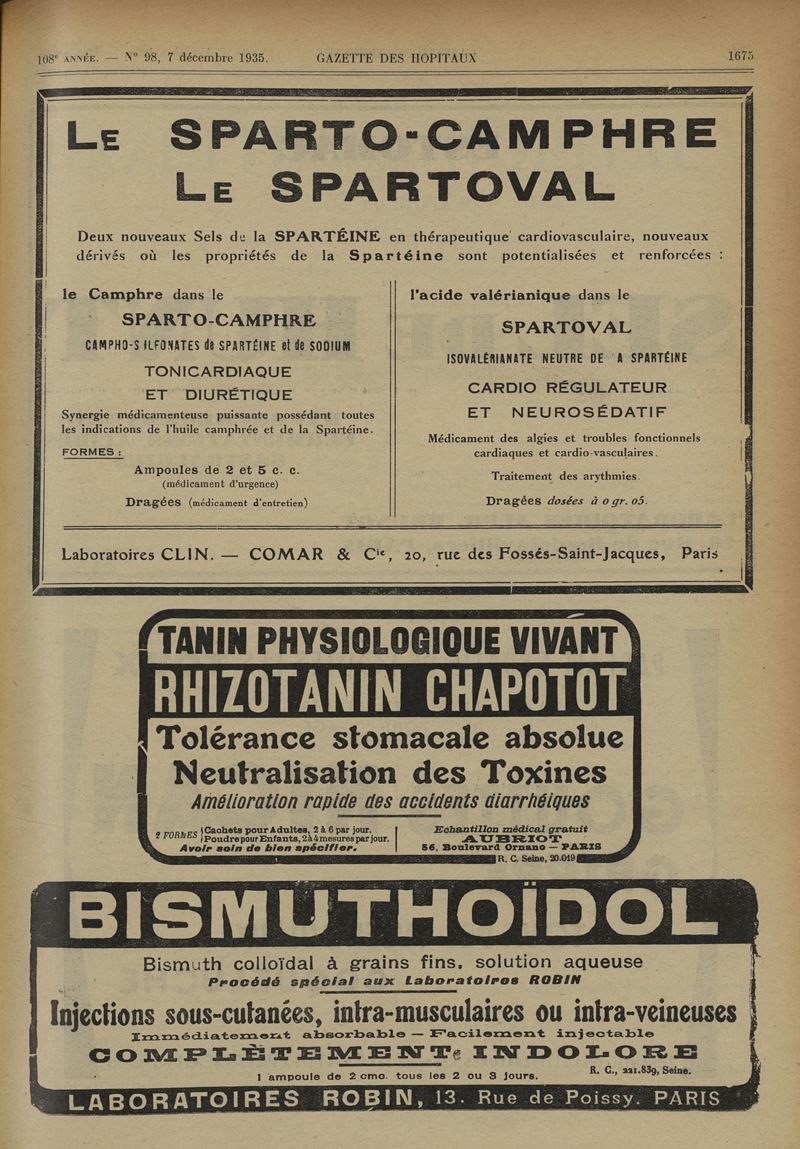 108e ANNÉE. — N° 98, 7 décembre 1935. GAZETTE DES HOPITAUX 1675
LE SPARTO-CAMPHRE
LE SPARTOVAL
Deux nouveaux Sels de la SPARTÉINE en thérapeutique cardiovasculaire, nouveaux
dérivés où les propriétés de la Spartéine sont potentialisées et renforcées :
le Camphre dans le
SPARTO-CAMPHRE
CAMPHO-S LFONATES de SPARTÉINE et de SODIUM
TONICARDIAQUE
ET DIURÉTIQUE
Synergie médicamenteuse puissante possédant toutes
les indications de l'huile camphrée et de la Spartéine.
FORMES :
Ampoules de 2 et 5 c. c.
(médicament d'urgence)
Dragées (médicament d'entretien)
l'acide valérianique dans le
SPARTOVAL
ISOVALÉRIANATE NEUTRE DE A SPARTÉINE
CARDIO RÉGULATEUR
ET NEUROSÉDATIF
Médicament des algies et troubles fonctionnels
cardiaques et cardio-vasculaires.
Traitement des arythmies.
Dragées dosées à 0 gr. 05.
Laboratoires CLIN. — COMAR & Cie, 20, rue des Fossés-Saint-Jacques, Paris
TANIN PHYSIOLOGIQUE VIVANT
RHIZOTANIN CHAPOTOT
Tolérance stomacale absolue
Neutralisation des Toxines
Amélioration rapide des accidents diarrhéiques
2 FORMES
Cachets pour Adultes, 2 à 6 par jour.
Poudre pour Enfants, 2 à 4 mesures par jour.
Avoir soin de bien spécifier.
Echantillon médical gratuit
AUBRIOT
56, Boulevard Ornano — PARIS
R. C. Seine, 20.019
BISMUTHOÏDOL
Bismuth colloïdal à grains fins, solution aqueuse
Procédé spécial aux Laboratoires ROBIN
Injections sous-cutanées, intra-musculaires ou intra-veineuses
Immédiatement absorbable — Facilement injectable
COMPLÈTEMENT INDOLORE
1 ampoule de 2 cmc. tous les 2 ou 3 jours.
R. C., 221.839, Seine.
LABORATOIRES ROBIN, 13. Rue de Poissy. PARIS